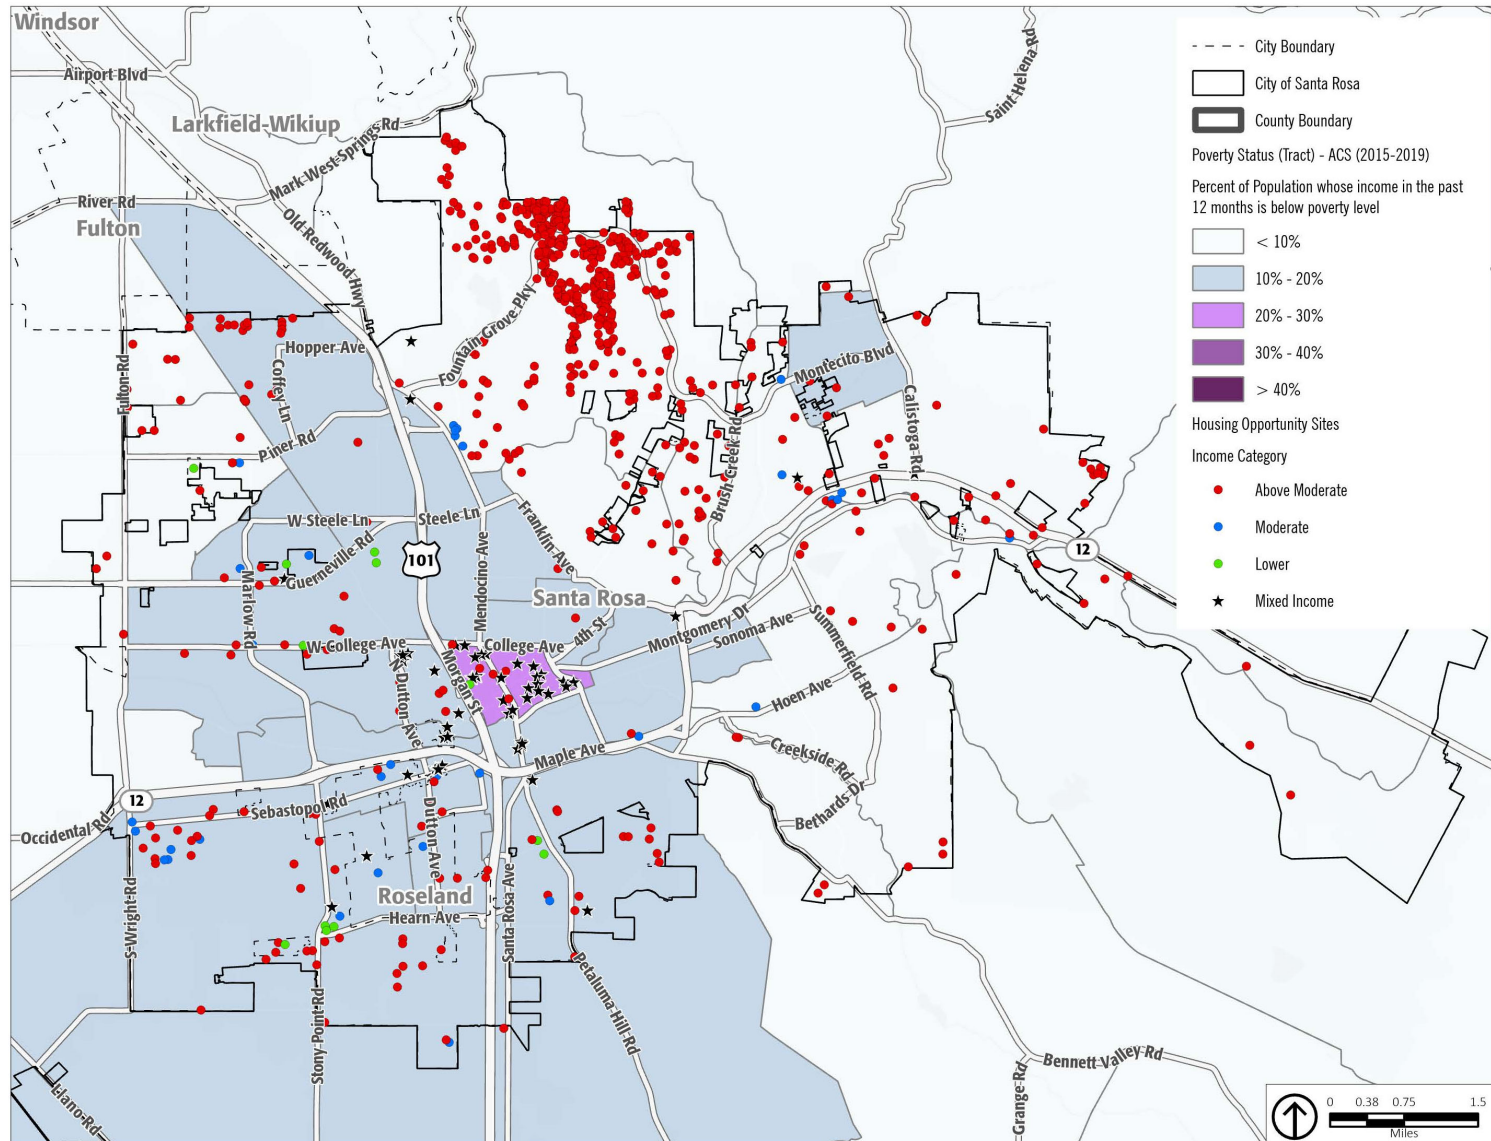 Windsor
Airport Blvd
Larkfield-Wikiup
Mark West Springs Rd
Saint Helena Rd
River Rd
Fulton
Old Redwood Hwy
Fountain Grove Pky
Hopper Ave
Coffey Ln
Fulton Rd
Piner Rd
Montecito Blvd
Calistoga Rd
Brush Creek Rd
W Steele Ln
Steele Ln
Franklin Ave
Guerneville Rd
101
Mendocino Ave
Marlow Rd
12
Santa Rosa
4th St
Montgomery Dr
Sonoma Ave
Summerfield Rd
W College Ave
College Ave
Morgan St
N Dutton Ave
Hoen Ave
Maple Ave
Creekside Rd
Bethards Dr
12
Sebastopol Rd
Occidental Rd
Dutton Ave
Roseland
Hearn Ave
S Wright Rd
Santa Rosa Ave
Stony Point Rd
Petaluma Hill Rd
Llano Rd
Grange Rd
Bennett Valley Rd
City Boundary
City of Santa Rosa
County Boundary
Poverty Status (Tract) - ACS (2015-2019)
Percent of Population whose income in the past
12 months is below poverty level
< 10%
10% - 20%
20% - 30%
30% - 40%
> 40%
Housing Opportunity Sites
Income Category
Above Moderate
Moderate
Lower
Mixed Income
0 0.38 0.75 1.5
Miles